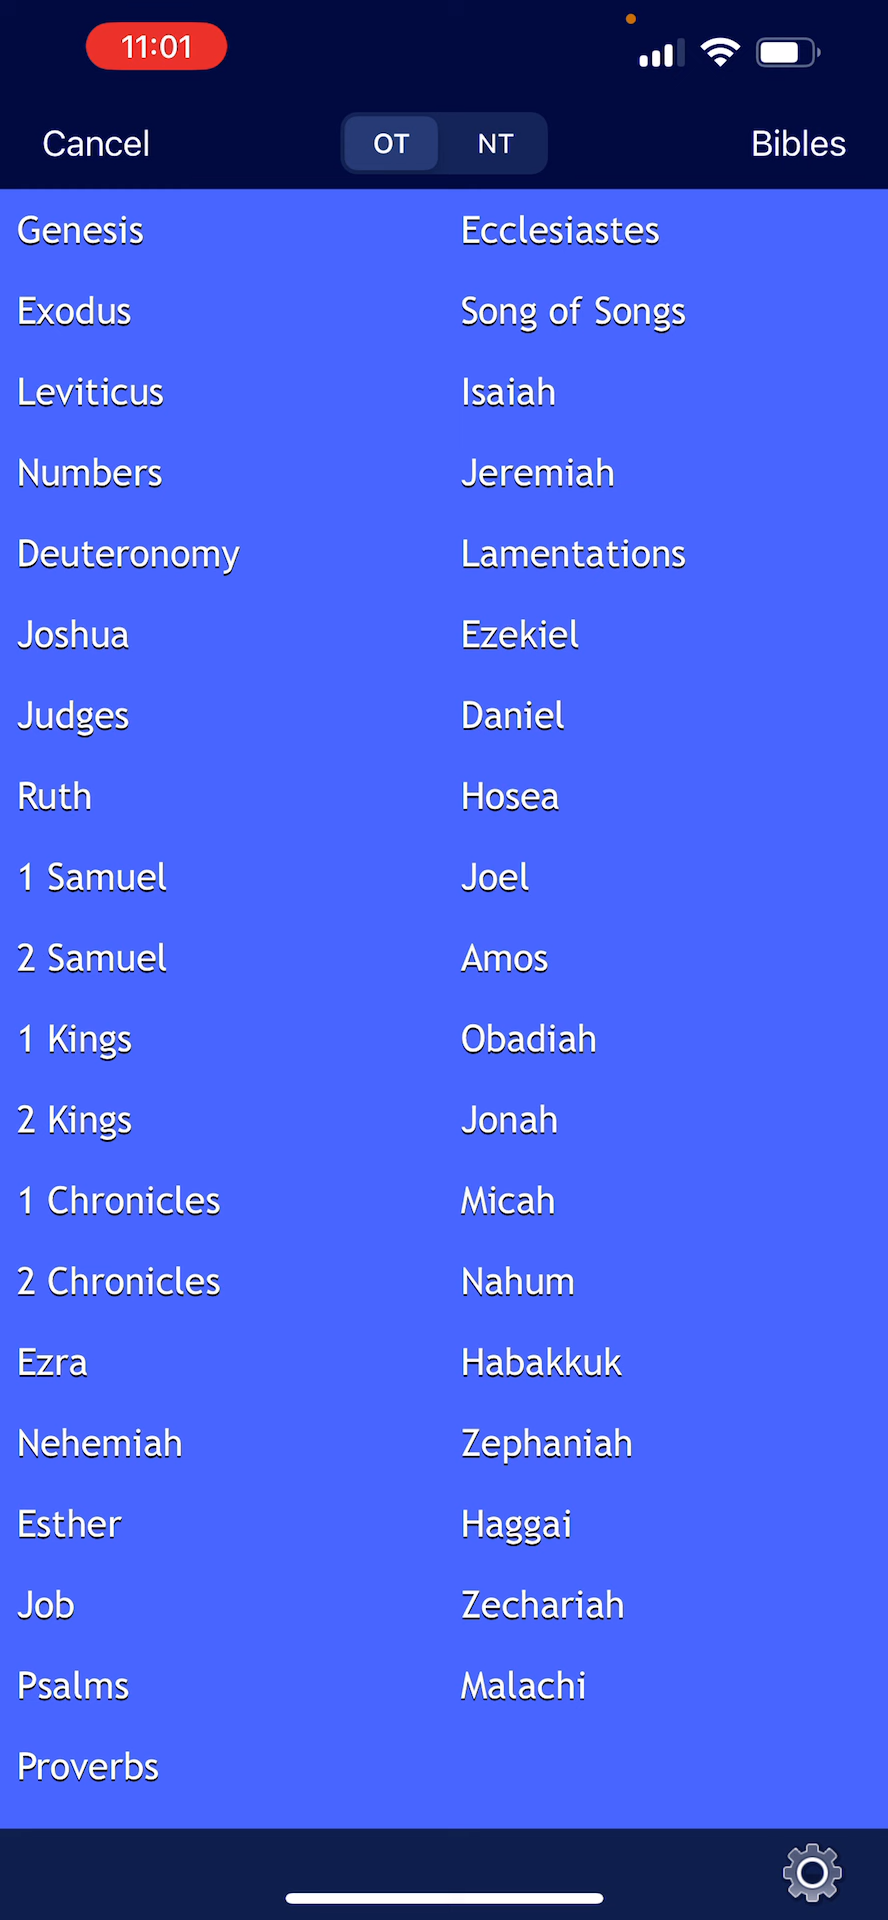 11:01
Cancel
OT
NT
Bibles
Genesis
Exodus
Leviticus
Numbers
Deuteronomy
Joshua
Judges
Ruth
1 Samuel
2 Samuel
1 Kings
2 Kings
1 Chronicles
2 Chronicles
Ezra
Nehemiah
Esther
Job
Psalms
Proverbs
Ecclesiastes
Song of Songs
Isaiah
Jeremiah
Lamentations
Ezekiel
Daniel
Hosea
Joel
Amos
Obadiah
Jonah
Micah
Nahum
Habakkuk
Zephaniah
Haggai
Zechariah
Malachi